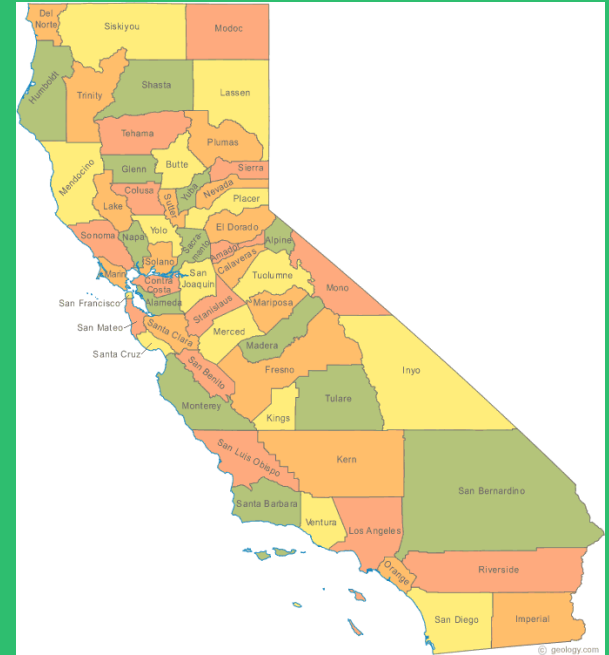 Del
Norte
Siskiyou
Modoc
Humboldt
Trinity
Shasta
Lassen
Tehama
Plumas
Mendocino
Glenn
Butte
Sierra
Colusa
Yuba
Nevada
Lake
Sutter
Placer
Sonoma
Napa
Yolo
Sacra-
mento
El Dorado
Alpine
Solano
Amador
Calaveras
Marin
Contra
Costa
San
Joaquin
Tuolumne
Mono
San Francisco
Alameda
Stanislaus
Mariposa
San Mateo
Santa Clara
Merced
Santa Cruz
Madera
San Benito
Fresno
Inyo
Monterey
Kings
Tulare
San Luis Obispo
Kern
San Bernardino
Santa Barbara
Ventura
Los Angeles
Orange
Riverside
San Diego
Imperial
© geology.com